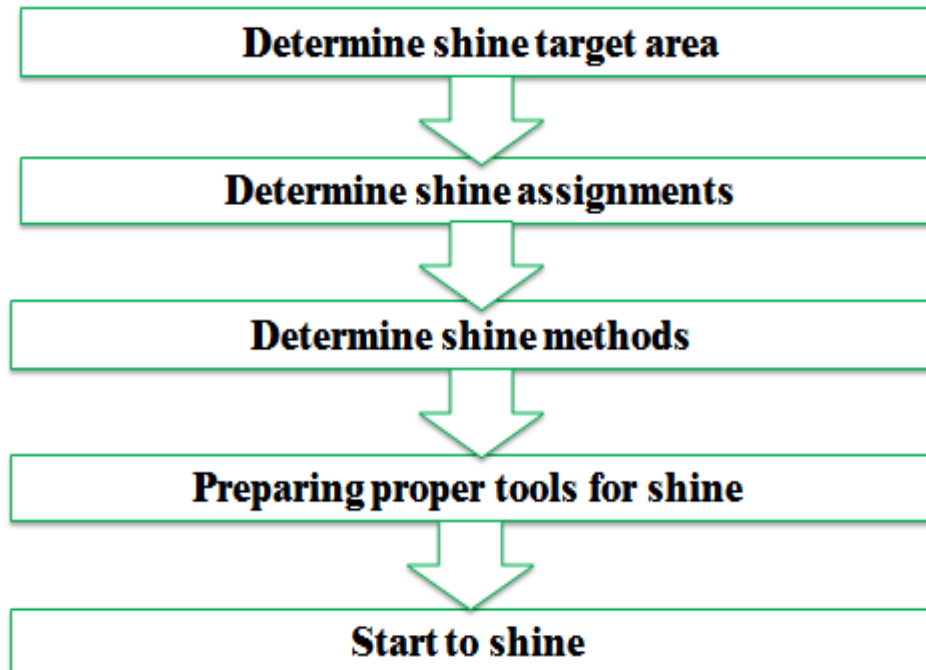 Determine shine target area
Determine shine assignments
Determine shine methods
Preparing proper tools for shine
Start to shine